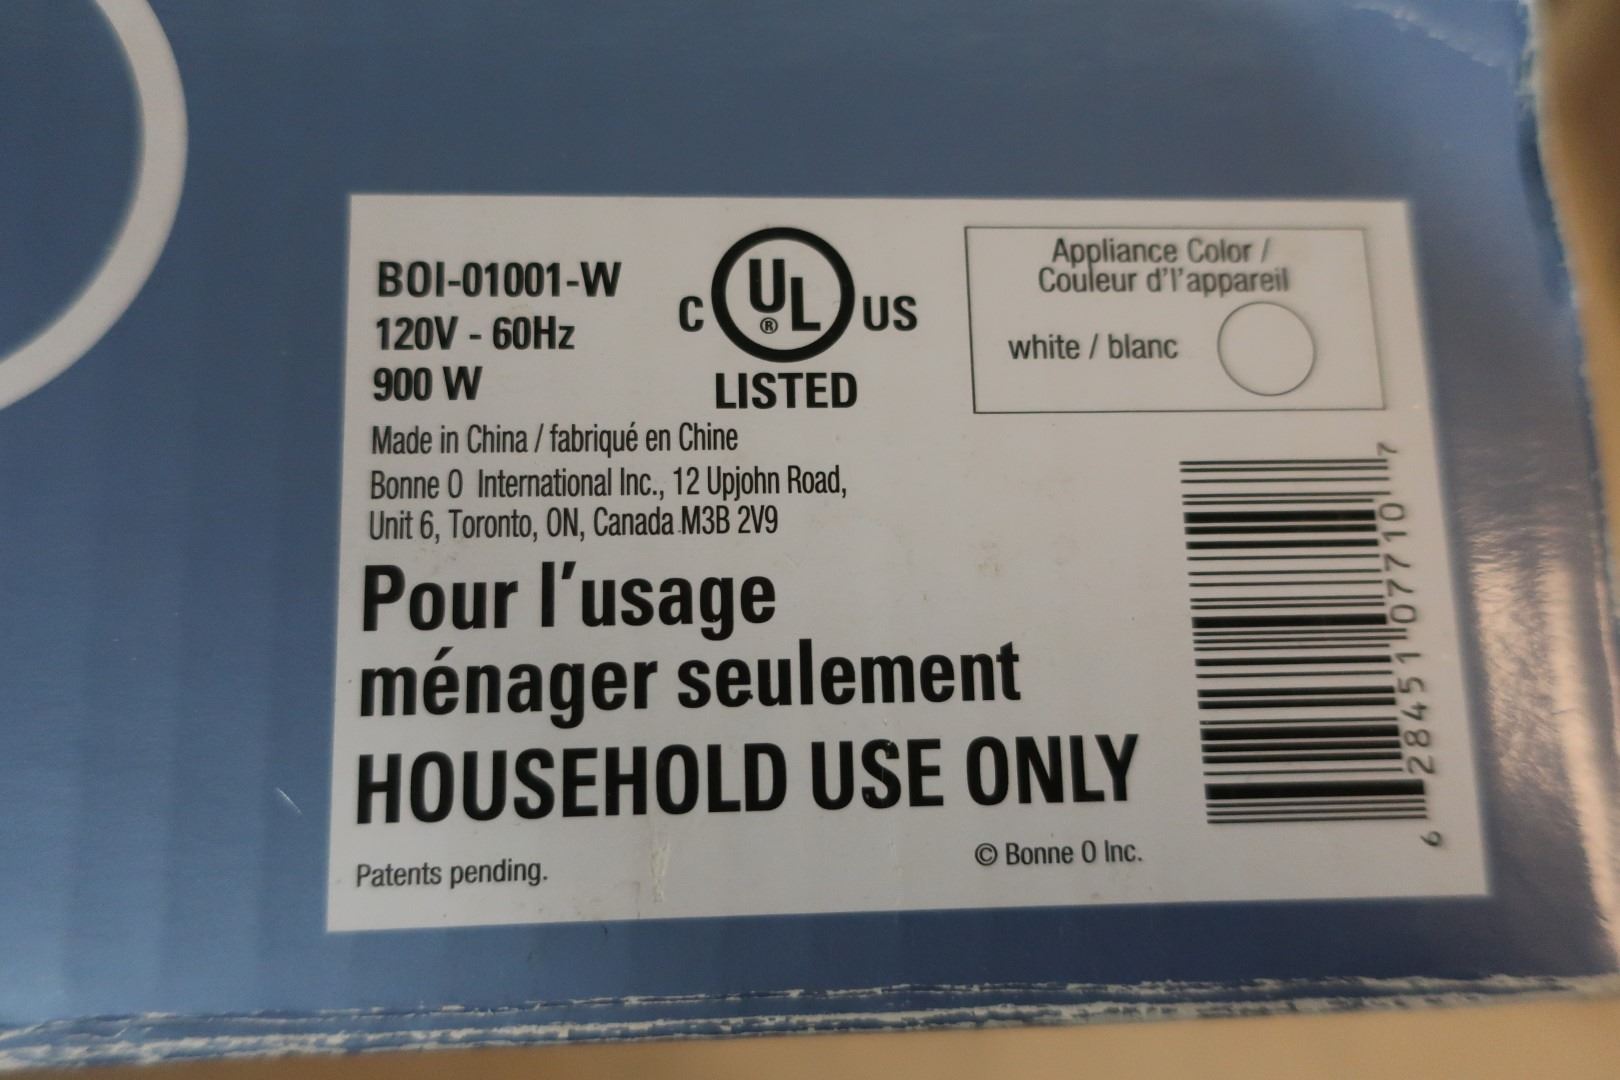 BOI-01001-W
120V - 60Hz
900 W
C UL® US
LISTED
Appliance Color /
Couleur d'l'appareil
white / blanc
Made in China / fabriqué en Chine
Bonne O International Inc., 12 Upjohn Road,
Unit 6, Toronto, ON, Canada M3B 2V9
Pour l'usage
ménager seulement
HOUSEHOLD USE ONLY
Patents pending.
© Bonne O Inc.
6 28451 07710 7